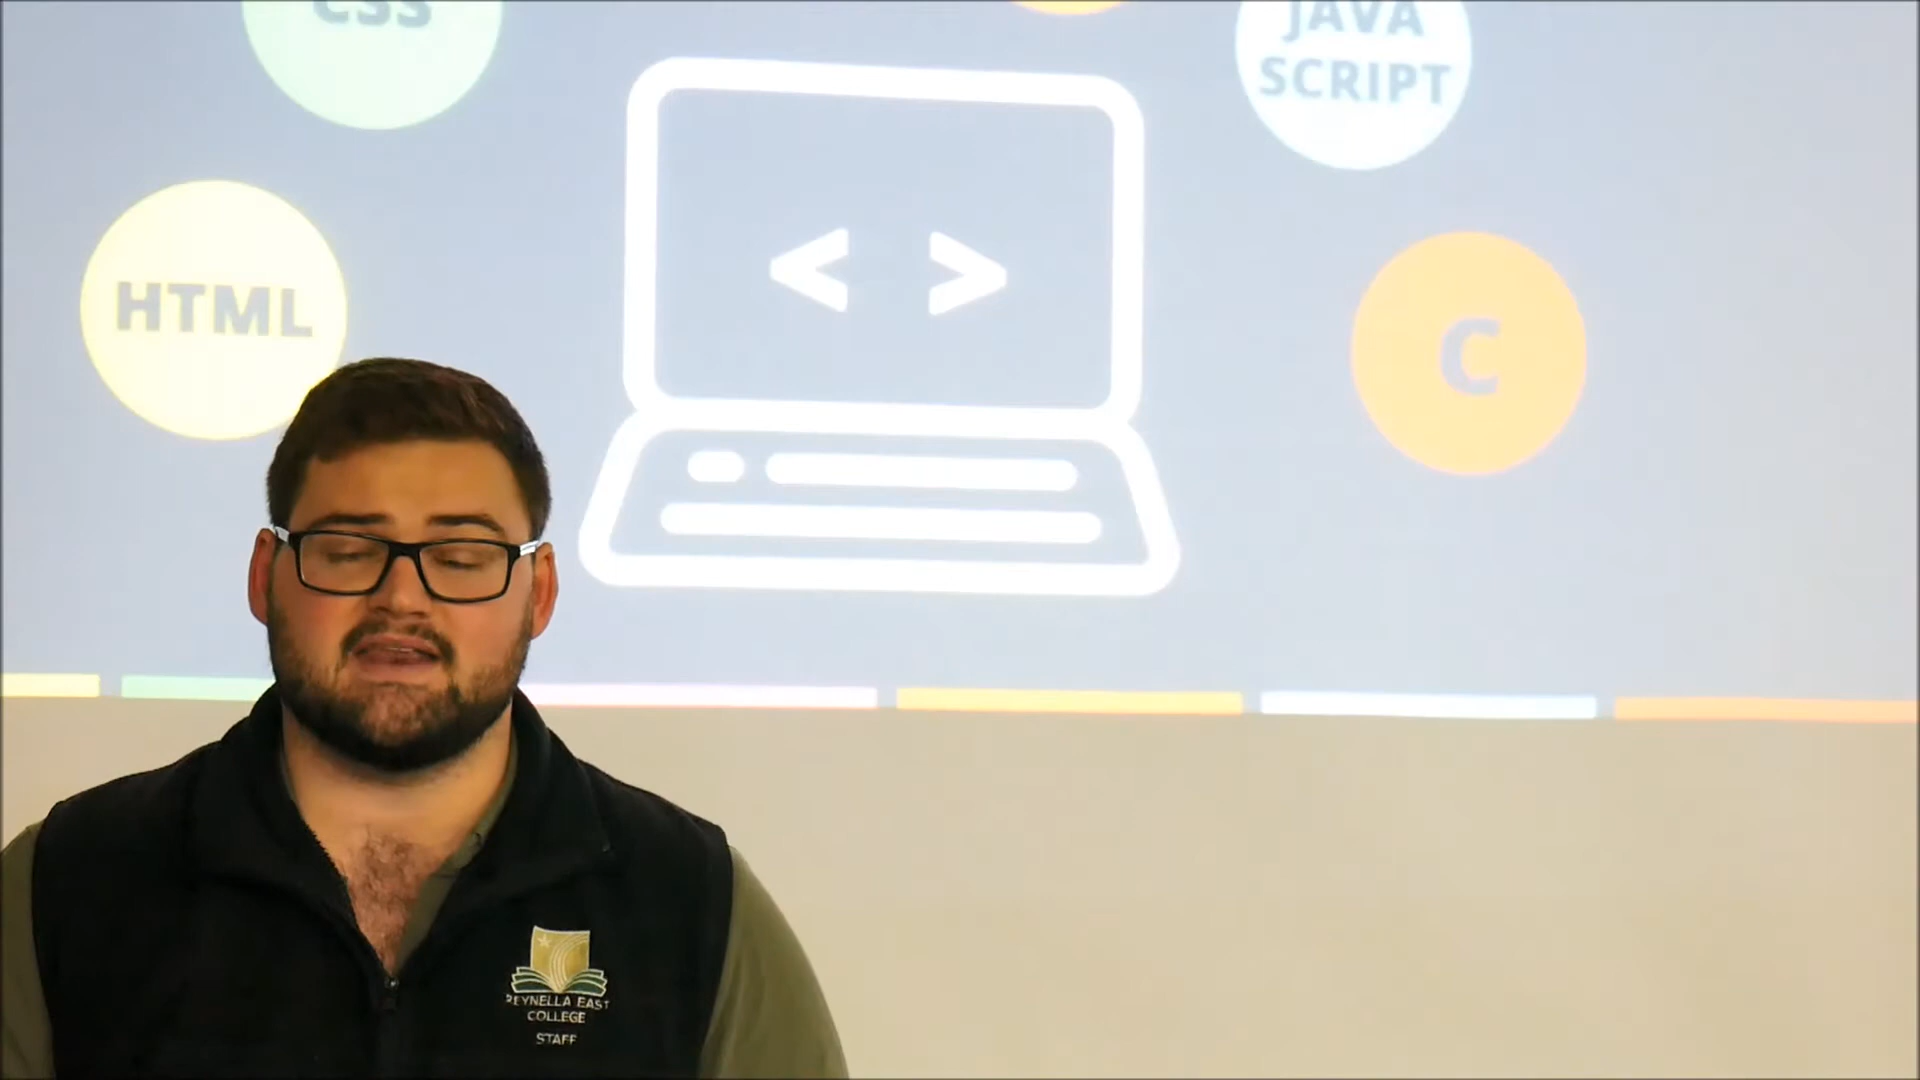 CSS
JAVA
SCRIPT
< >
HTML
C
REYNELLA EAST
COLLEGE
STAFF